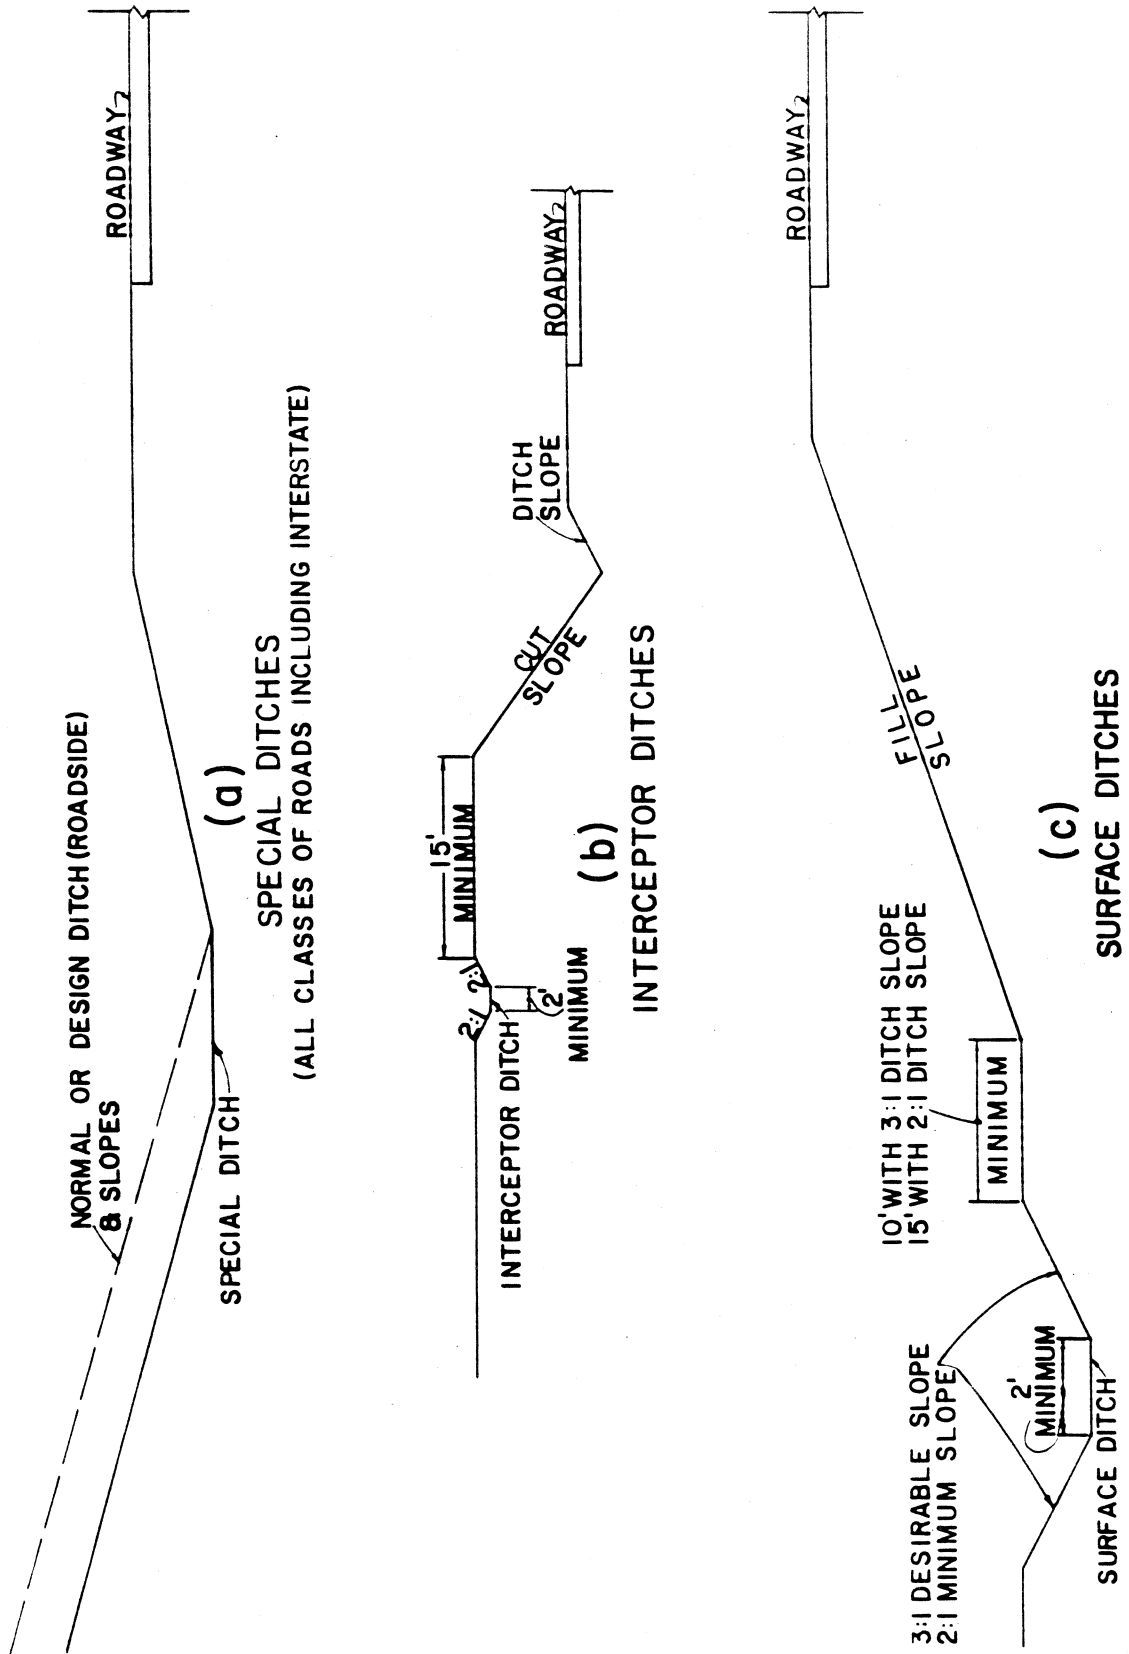 ROADWAY
NORMAL OR DESIGN DITCH (ROADSIDE)
& SLOPES
SPECIAL DITCH
(a)
SPECIAL DITCHES
(ALL CLASSES OF ROADS INCLUDING INTERSTATE)
ROADWAY
DITCH
SLOPE
CUT
SLOPE
15'
MINIMUM
2:1
2:1
2'
MINIMUM
INTERCEPTOR DITCH
(b)
INTERCEPTOR DITCHES
ROADWAY
FILL
SLOPE
10' WITH 3:1 DITCH SLOPE
15' WITH 2:1 DITCH SLOPE
MINIMUM
3:1 DESIRABLE SLOPE
2:1 MINIMUM SLOPE
2'
MINIMUM
SURFACE DITCH
(c)
SURFACE DITCHES